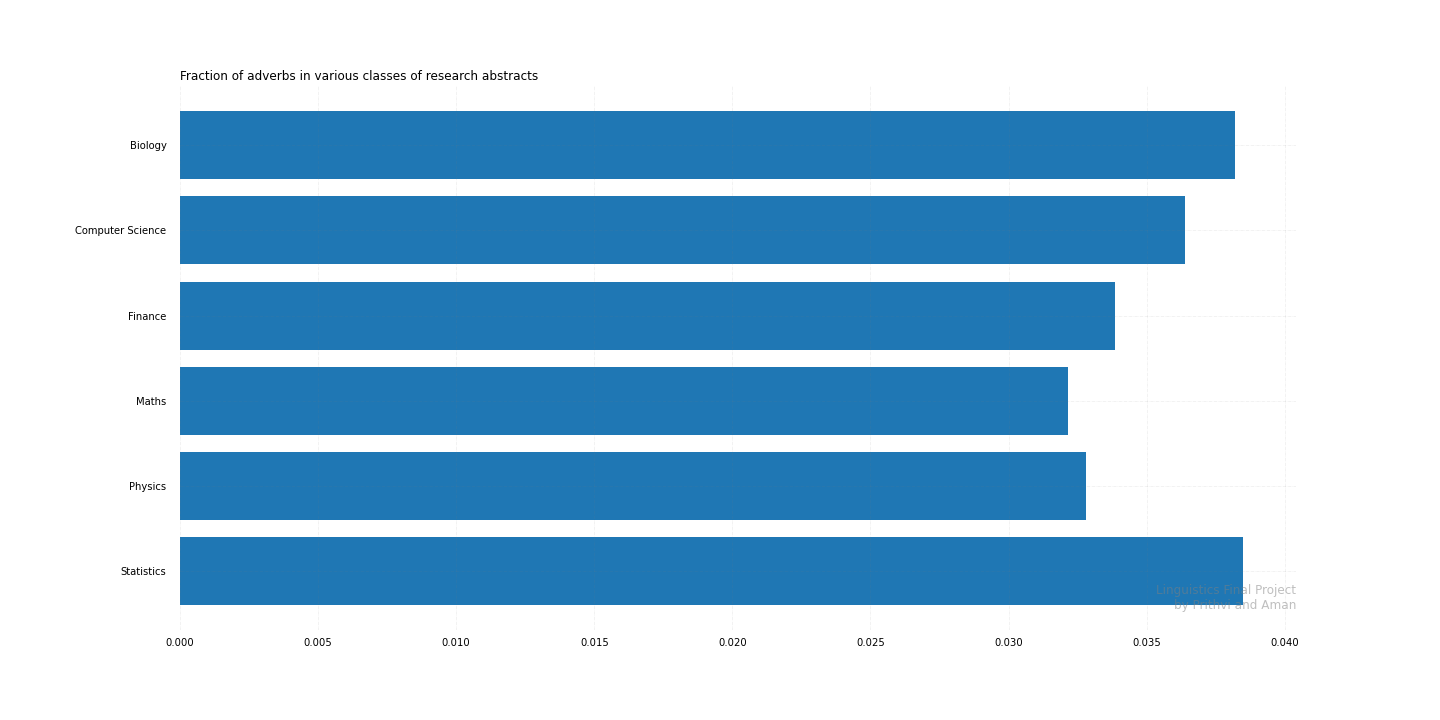 Fraction of adverbs in various classes of research abstracts
Biology
Computer Science
Finance
Maths
Physics
Statistics
Linguistics Final Project
by Prithvi and Aman
0.000 0.005 0.010 0.015 0.020 0.025 0.030 0.035 0.040